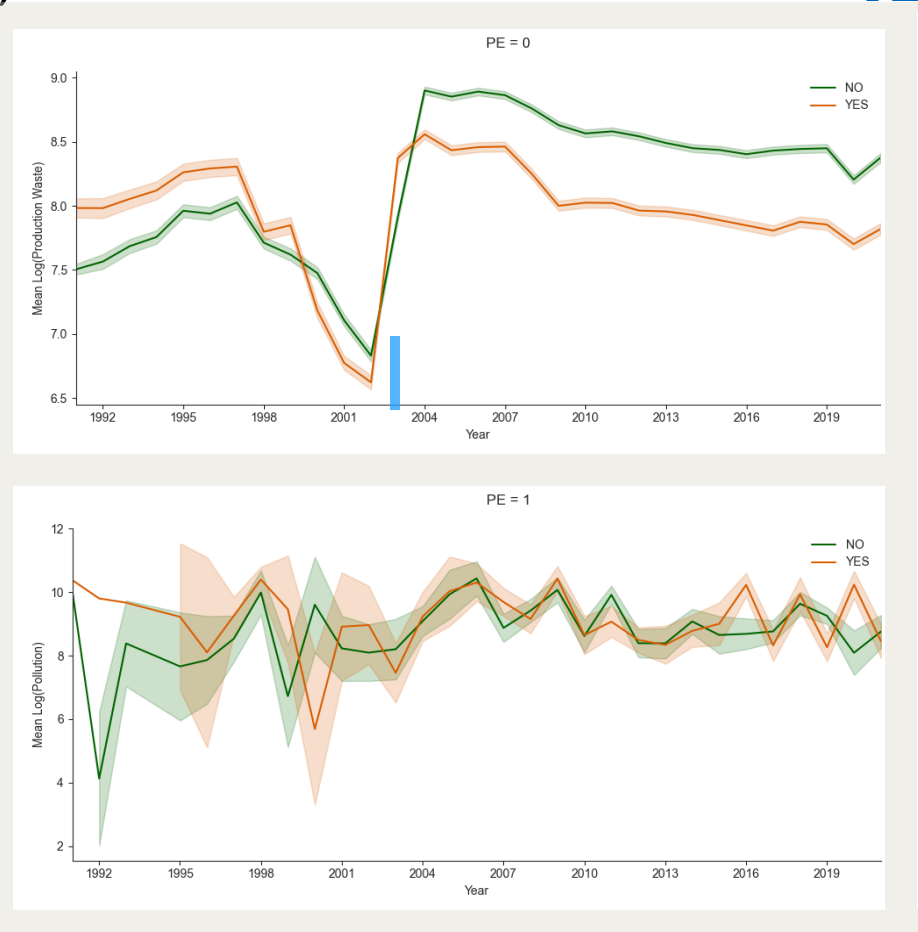 PE = 0
9.0
8.5
8.0
7.5
7.0
6.5
Mean Log(Production Waste)
NO
YES
1992 1995 1998 2001 2004 2007 2010 2013 2016 2019
Year
PE = 1
12
10
8
6
4
2
Mean Log(Pollution)
NO
YES
1992 1995 1998 2001 2004 2007 2010 2013 2016 2019
Year